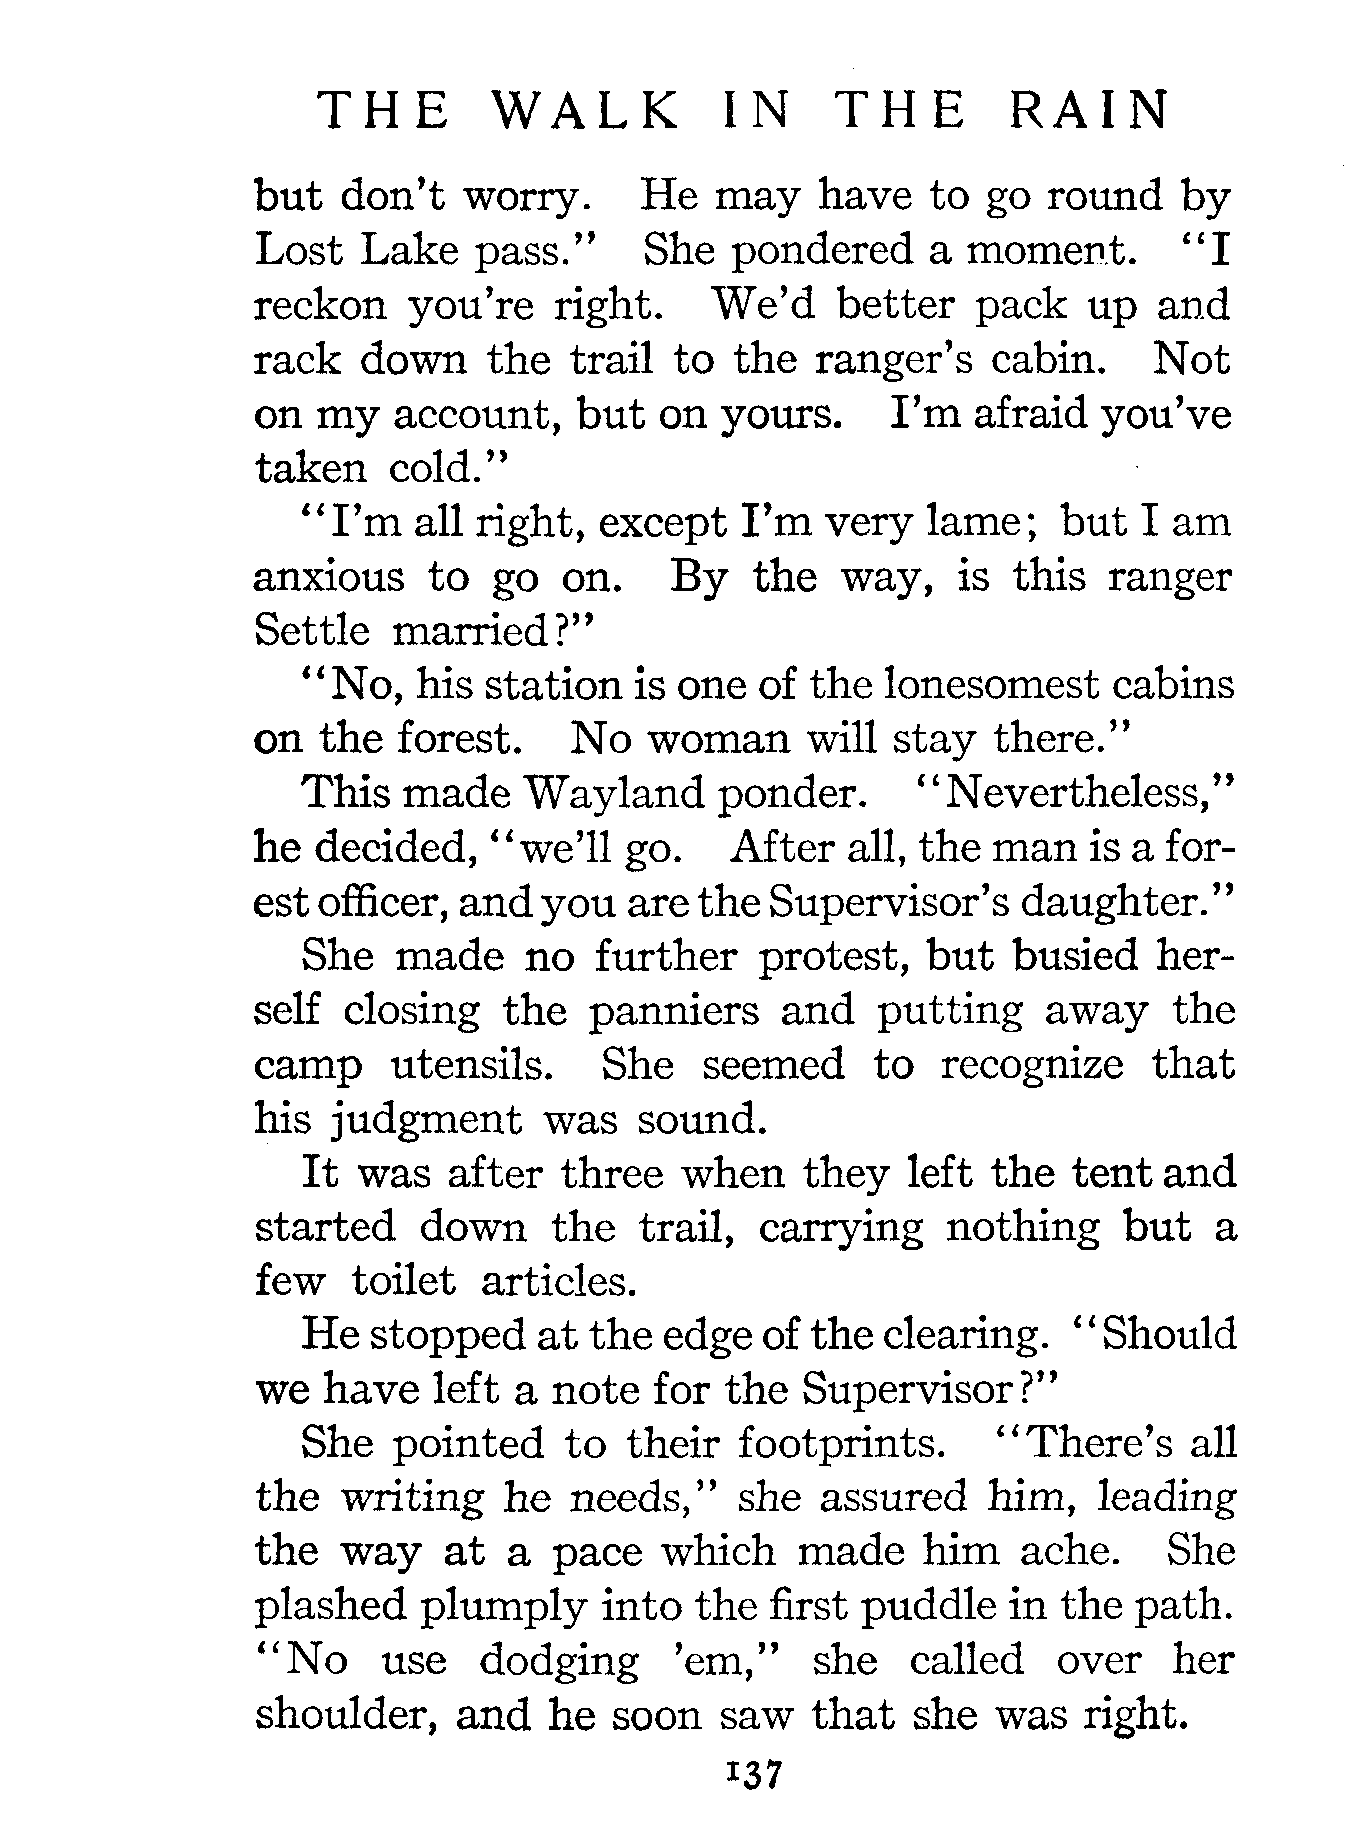 THE WALK IN THE RAIN
but don't worry. He may have to go round by
Lost Lake pass." She pondered a moment. "I
reckon you're right. We'd better pack up and
rack down the trail to the ranger's cabin. Not
on my account, but on yours. I'm afraid you've
taken cold."
"I'm all right, except I'm very lame; but I am
anxious to go on. By the way, is this ranger
Settle married?"
"No, his station is one of the lonesomest cabins
on the forest. No woman will stay there."
This made Wayland ponder. "Nevertheless,"
he decided, "we'll go. After all, the man is a for-
est officer, and you are the Supervisor's daughter."
She made no further protest, but busied her-
self closing the panniers and putting away the
camp utensils. She seemed to recognize that
his judgment was sound.
It was after three when they left the tent and
started down the trail, carrying nothing but a
few toilet articles.
He stopped at the edge of the clearing. "Should
we have left a note for the Supervisor?"
She pointed to their footprints. "There's all
the writing he needs," she assured him, leading
the way at a pace which made him ache. She
plashed plumply into the first puddle in the path.
"No use dodging 'em," she called over her
shoulder, and he soon saw that she was right.
137